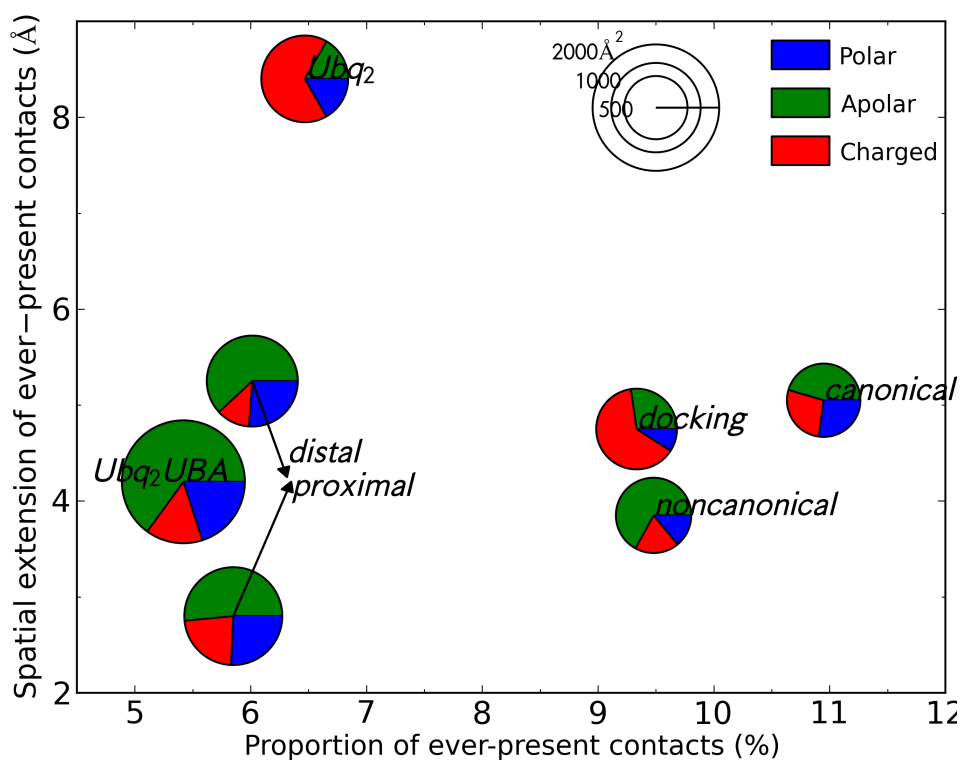 Spatial extension of ever−present contacts (Å)
8
6
4
2
Ubq₂
2000Å²
1000
500
Polar
Apolar
Charged
canonical
docking
distal
Ubq₂UBA
proximal
noncanonical
5 6 7 8 9 10 11 12
Proportion of ever-present contacts (%)